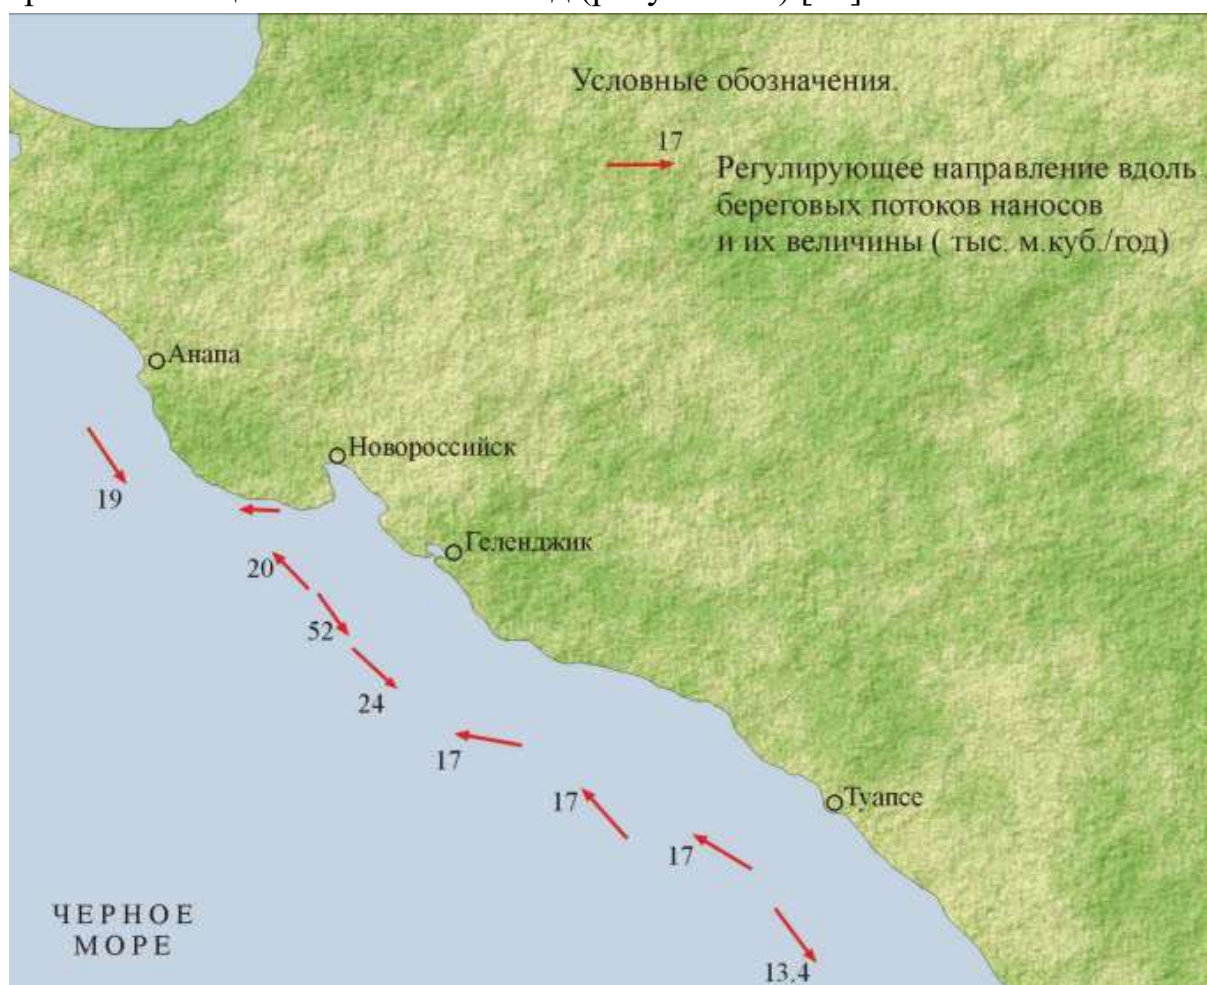 Условные обозначения.
17
Регулирующее направление вдоль
береговых потоков наносов
и их величины ( тыс. м.куб./год)
Анапа
Новороссийск
19
Геленджик
20
52
24
17
17
Туапсе
17
ЧЕРНОЕ
МОРЕ
13,4